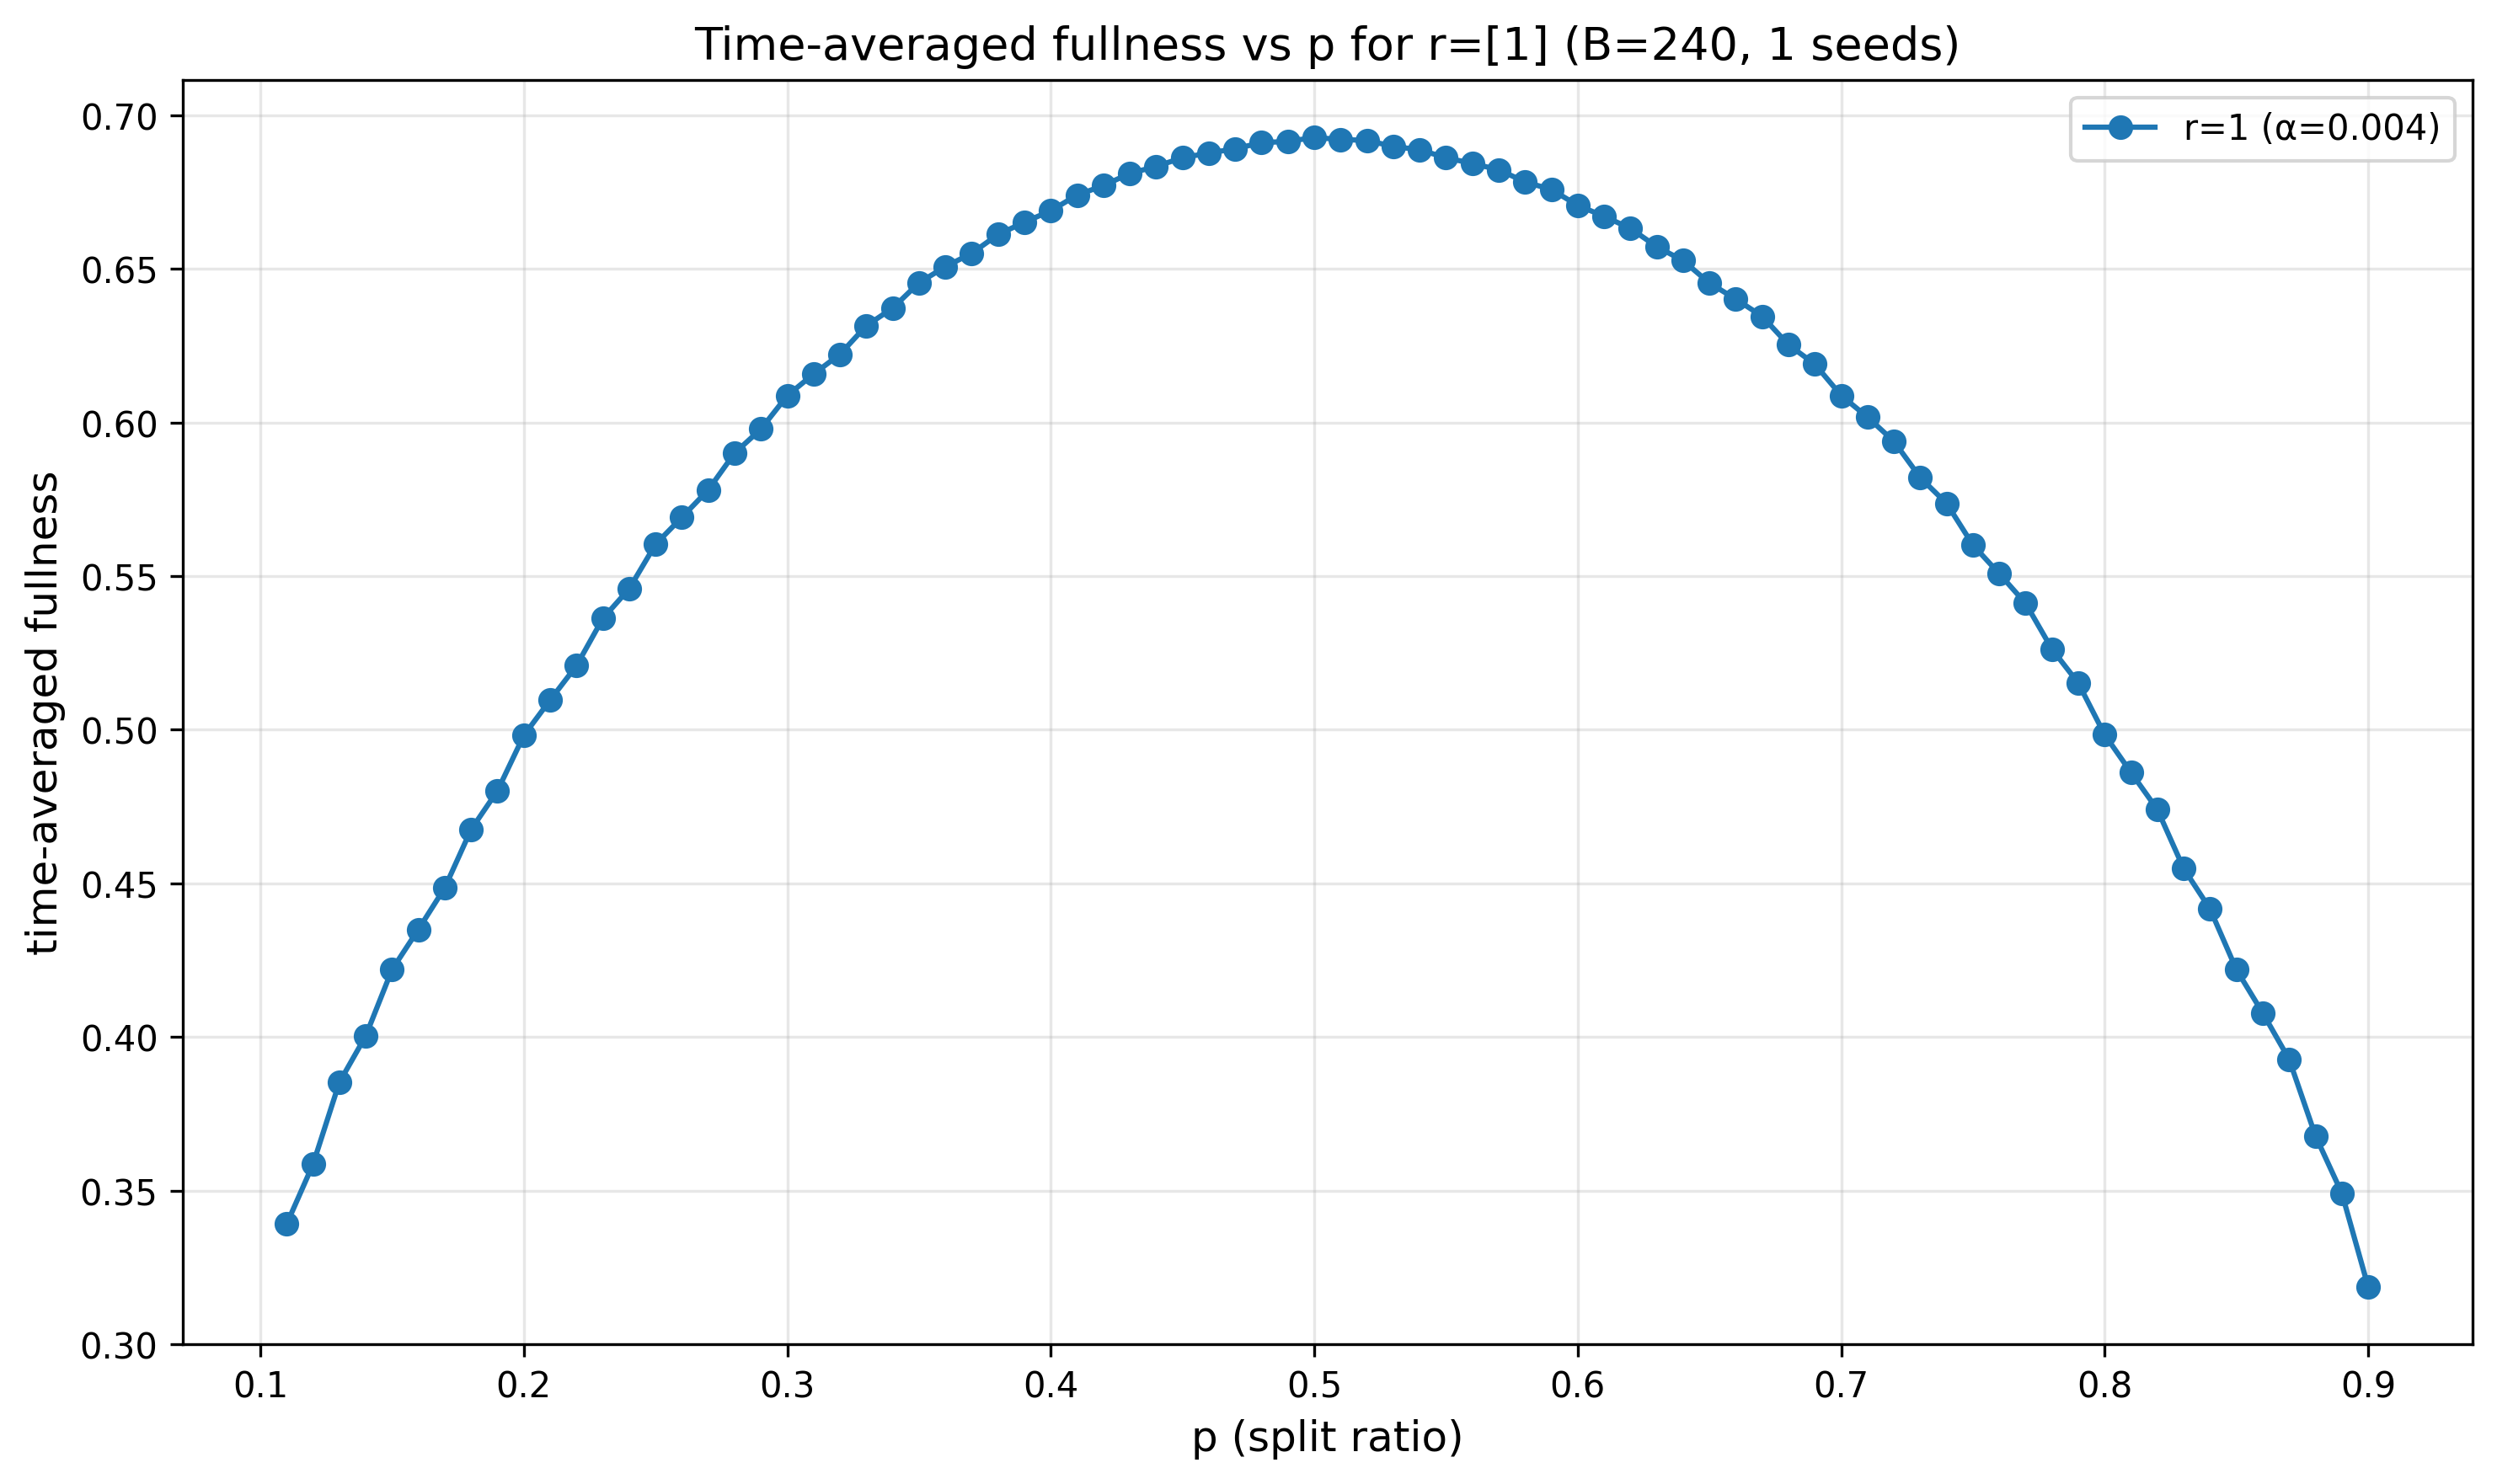 Time-averaged fullness vs p for r=[1] (B=240, 1 seeds)
r=1 (α=0.004)
time-averaged fullness
0.70
0.65
0.60
0.55
0.50
0.45
0.40
0.35
0.30
0.1 0.2 0.3 0.4 0.5 0.6 0.7 0.8 0.9
p (split ratio)